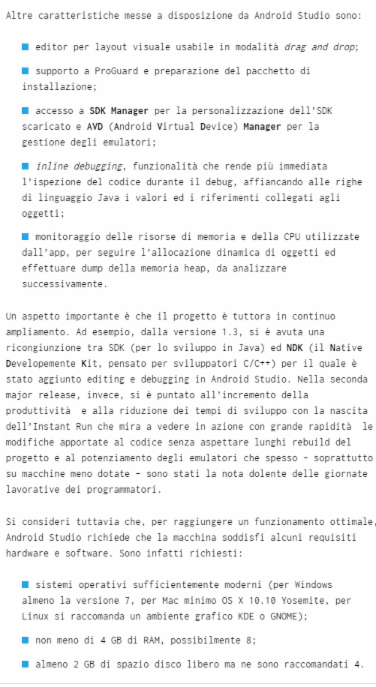 Altre caratteristiche messe a disposizione da Android Studio sono:
■ editor per layout visuale usabile in modalità drag and drop;
■ supporto a ProGuard e preparazione del pacchetto di
installazione;
■ accesso a SDK Manager per la personalizzazione dell'SDK
scaricato e AVD (Android Virtual Device) Manager per la
gestione degli emulatori;
■ inline debugging, funzionalità che rende più immediata
l'ispezione del codice durante il debug, affiancando alle righe
di linguaggio Java i valori ed i riferimenti collegati agli
oggetti;
■ monitoraggio delle risorse di memoria e della CPU utilizzate
dall'app, per seguire l'allocazione dinamica di oggetti ed
effettuare dump della memoria heap, da analizzare
successivamente.
Un aspetto importante è che il progetto è tuttora in continuo
ampliamento. Ad esempio, dalla versione 1.3, si è avuta una
ricongiunzione tra SDK (per lo sviluppo in Java) ed NDK (il Native
Developemente Kit, pensato per sviluppatori C/C++) per il quale è
stato aggiunto editing e debugging in Android Studio. Nella seconda
major release, invece, si è puntato all'incremento della
produttività e alla riduzione dei tempi di sviluppo con la nascita
dell'Instant Run che mira a vedere in azione con grande rapidità le
modifiche apportate al codice senza aspettare lunghi rebuild del
progetto e al potenziamento degli emulatori che spesso – soprattutto
su macchine meno dotate – sono stati la nota dolente delle giornate
lavorative dei programmatori.
Si consideri tuttavia che, per raggiungere un funzionamento ottimale,
Android Studio richiede che la macchina soddisfi alcuni requisiti
hardware e software. Sono infatti richiesti:
■ sistemi operativi sufficientemente moderni (per Windows
almeno la versione 7, per Mac minimo OS X 10.10 Yosemite, per
Linux si raccomanda un ambiente grafico KDE o GNOME);
■ non meno di 4 GB di RAM, possibilmente 8;
■ almeno 2 GB di spazio disco libero ma ne sono raccomandati 4.